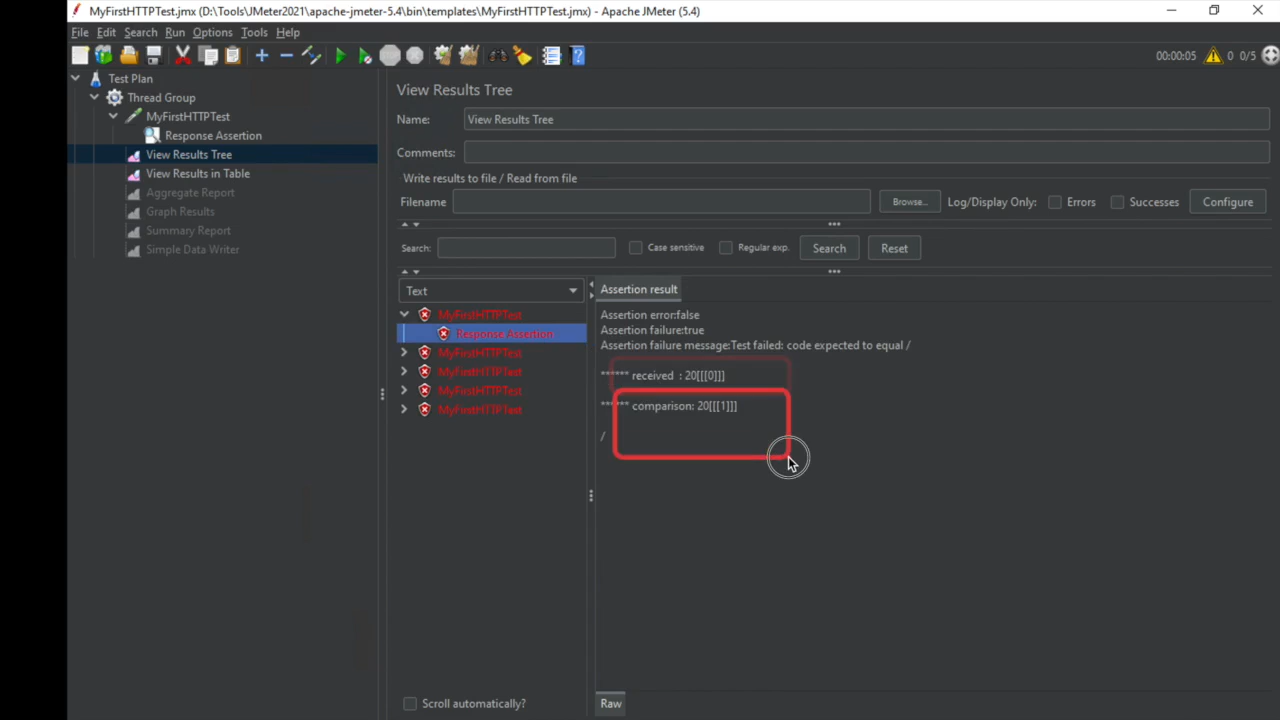 MyFirstHTTPTest.jmx (D:\Tools\JMeter2021\apache-jmeter-5.4\bin\templates\MyFirstHTTPTest.jmx) - Apache JMeter (5.4)
File Edit Search Run Options Tools Help
00:00:05 0 0/5
Test Plan
Thread Group
MyFirstHTTPTest
Response Assertion
View Results Tree
View Results in Table
Aggregate Report
Graph Results
Summary Report
Simple Data Writer
View Results Tree
Name: View Results Tree
Comments:
Write results to file / Read from file
Filename Browse... Log/Display Only: Errors Successes Configure
Search: Case sensitive Regular exp. Search Reset
Text
MyFirstHTTPTest
Response Assertion
MyFirstHTTPTest
MyFirstHTTPTest
MyFirstHTTPTest
MyFirstHTTPTest
Scroll automatically?
Assertion result
Assertion error:false
Assertion failure:true
Assertion failure message:Test failed: code expected to equal /
****** received  : 20[[[0]]]
****** comparison: 20[[[1]]]
/
Raw